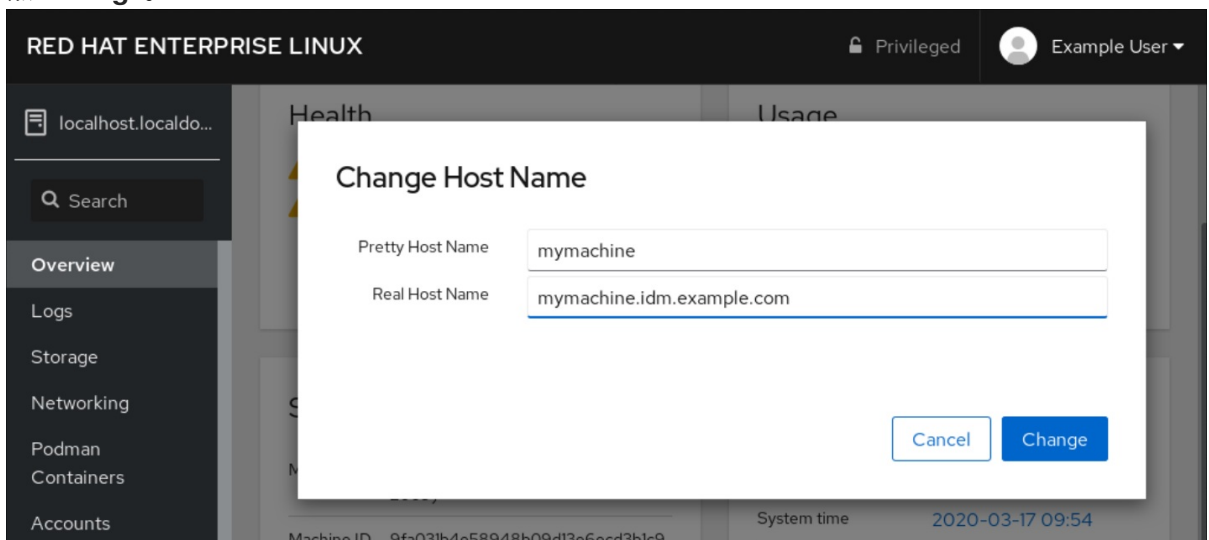 RED HAT ENTERPRISE LINUX
Privileged
Example User
localhost.localdo...
Search
Overview
Logs
Storage
Networking
Podman
Containers
Accounts
Health
Usage
Change Host Name
Pretty Host Name
mymachine
Real Host Name
mymachine.idm.example.com
Cancel
Change
System time
2020-03-17 09:54
Machine ID